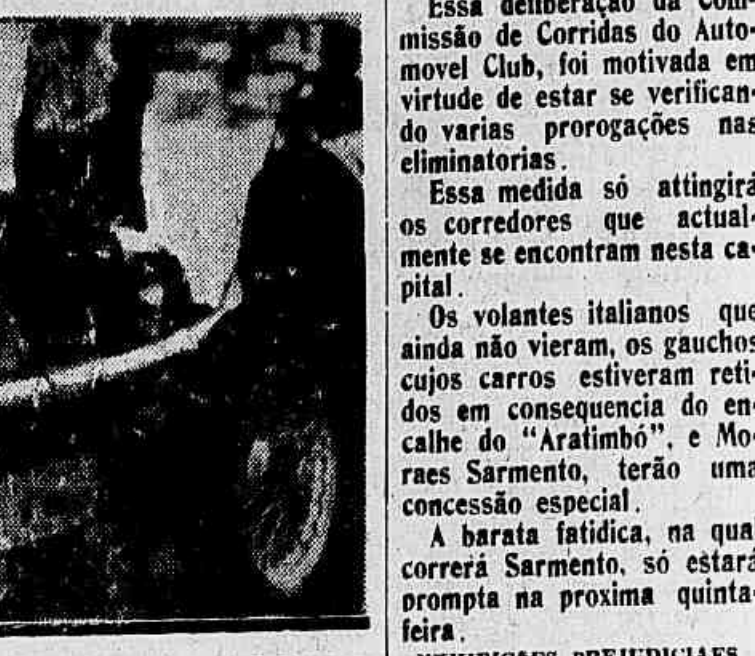 Essa deliberação da Com-
missão de Corridas do Auto-
movel Club, foi motivada em
virtude de estar se verifican-
do varias prorogações nas
eliminatorias.
Essa medida só attingirá
os corredores que actual-
mente se encontram nesta ca-
pital.
Os volantes italianos que
ainda não vieram, os gauchos
cujos carros estiveram reti-
dos em consequencia do en-
calhe do "Aratimbó", e Mo-
raes Sarmento, terão uma
concessão especial.
A barata fatidica, na qua
correrá Sarmento, só estará
prompta na proxima quinta-
feira.
PREJUDICIAES